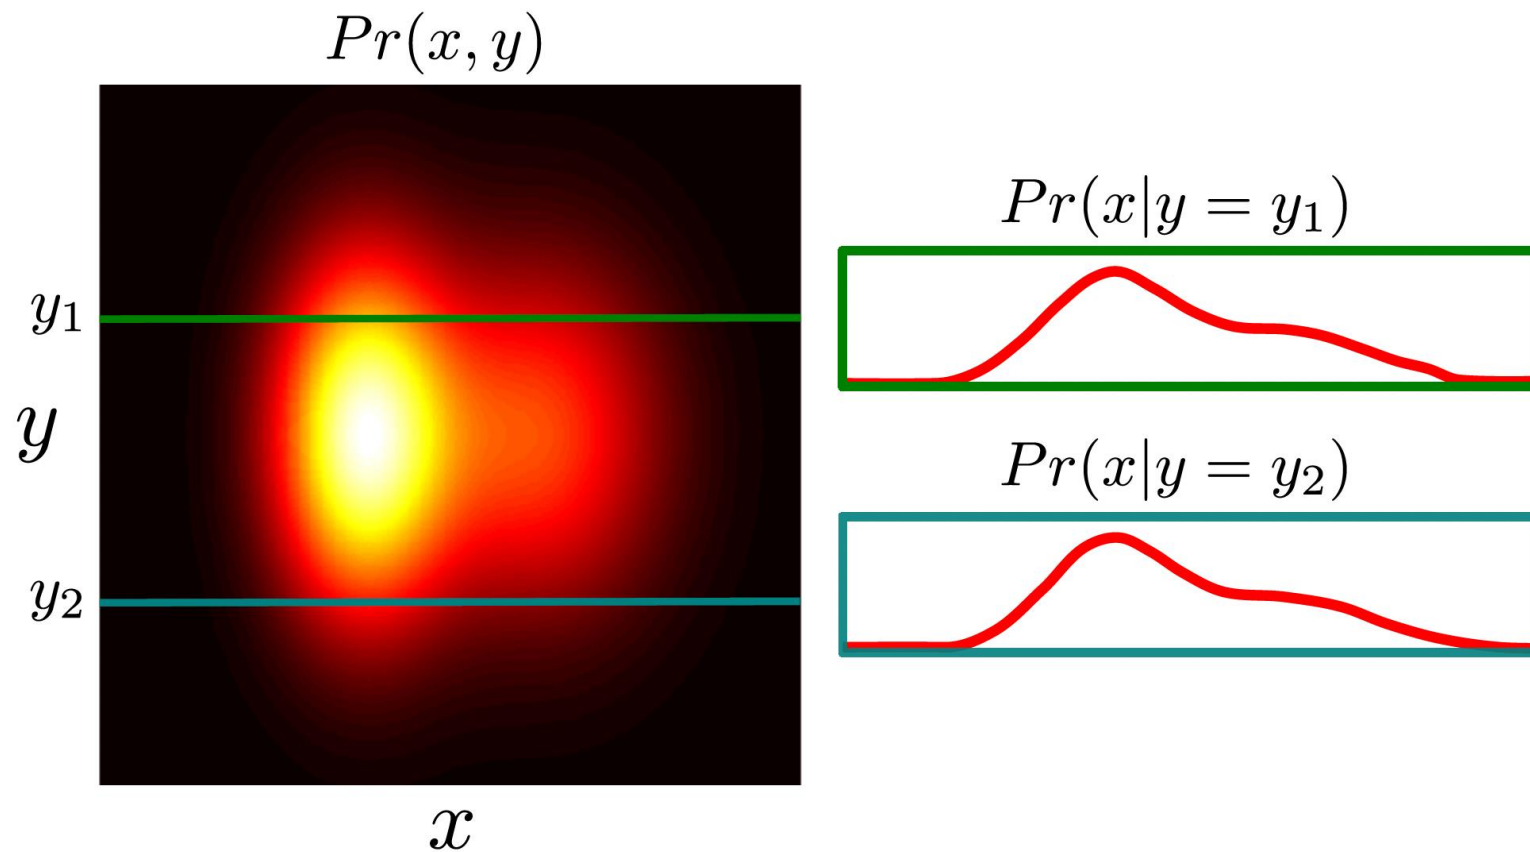 Pr(x, y)
Pr(x|y = y₁)
y₁
y
Pr(x|y = y₂)
y₂
x